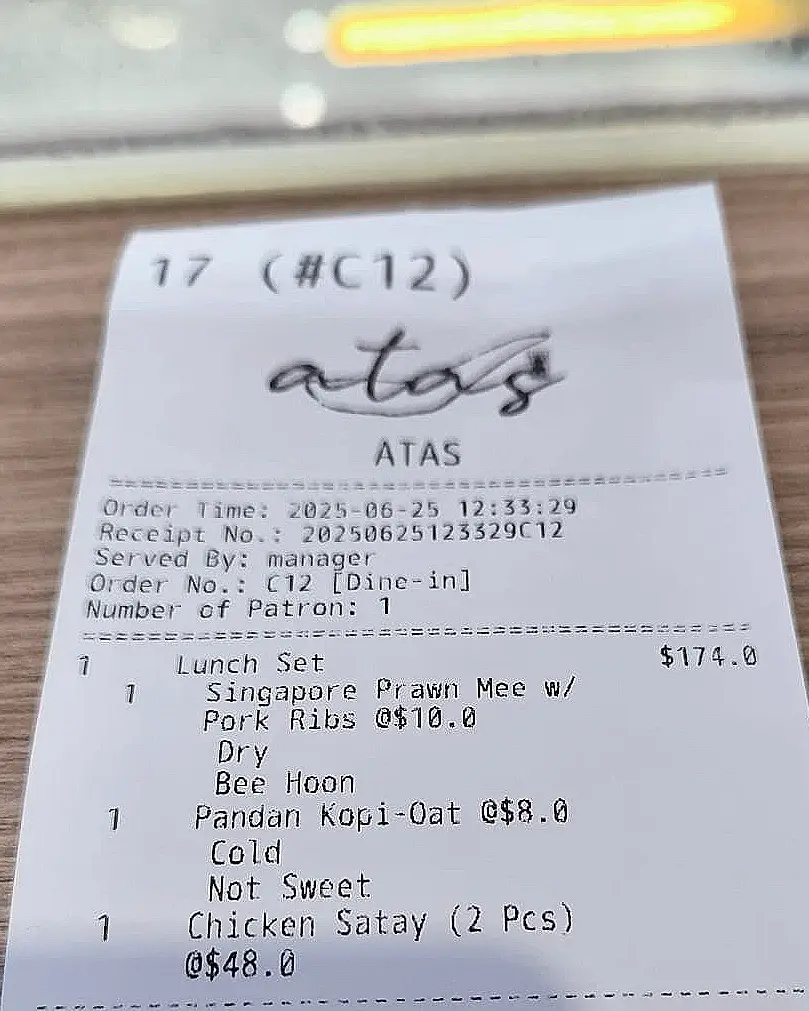 17 (#C12)
atas
ATAS
Order Time: 2025-06-25 12:33:29
Receipt No.: 20250625123329C12
Served By: manager
Order No.: C12 [Dine-in]
Number of Patron: 1
1 Lunch Set $174.0
1 Singapore Prawn Mee w/
Pork Ribs @$10.0
Dry
Bee Hoon
1 Pandan Kopi-Oat @$8.0
Cold
Not Sweet
1 Chicken Satay (2 Pcs)
@$48.0